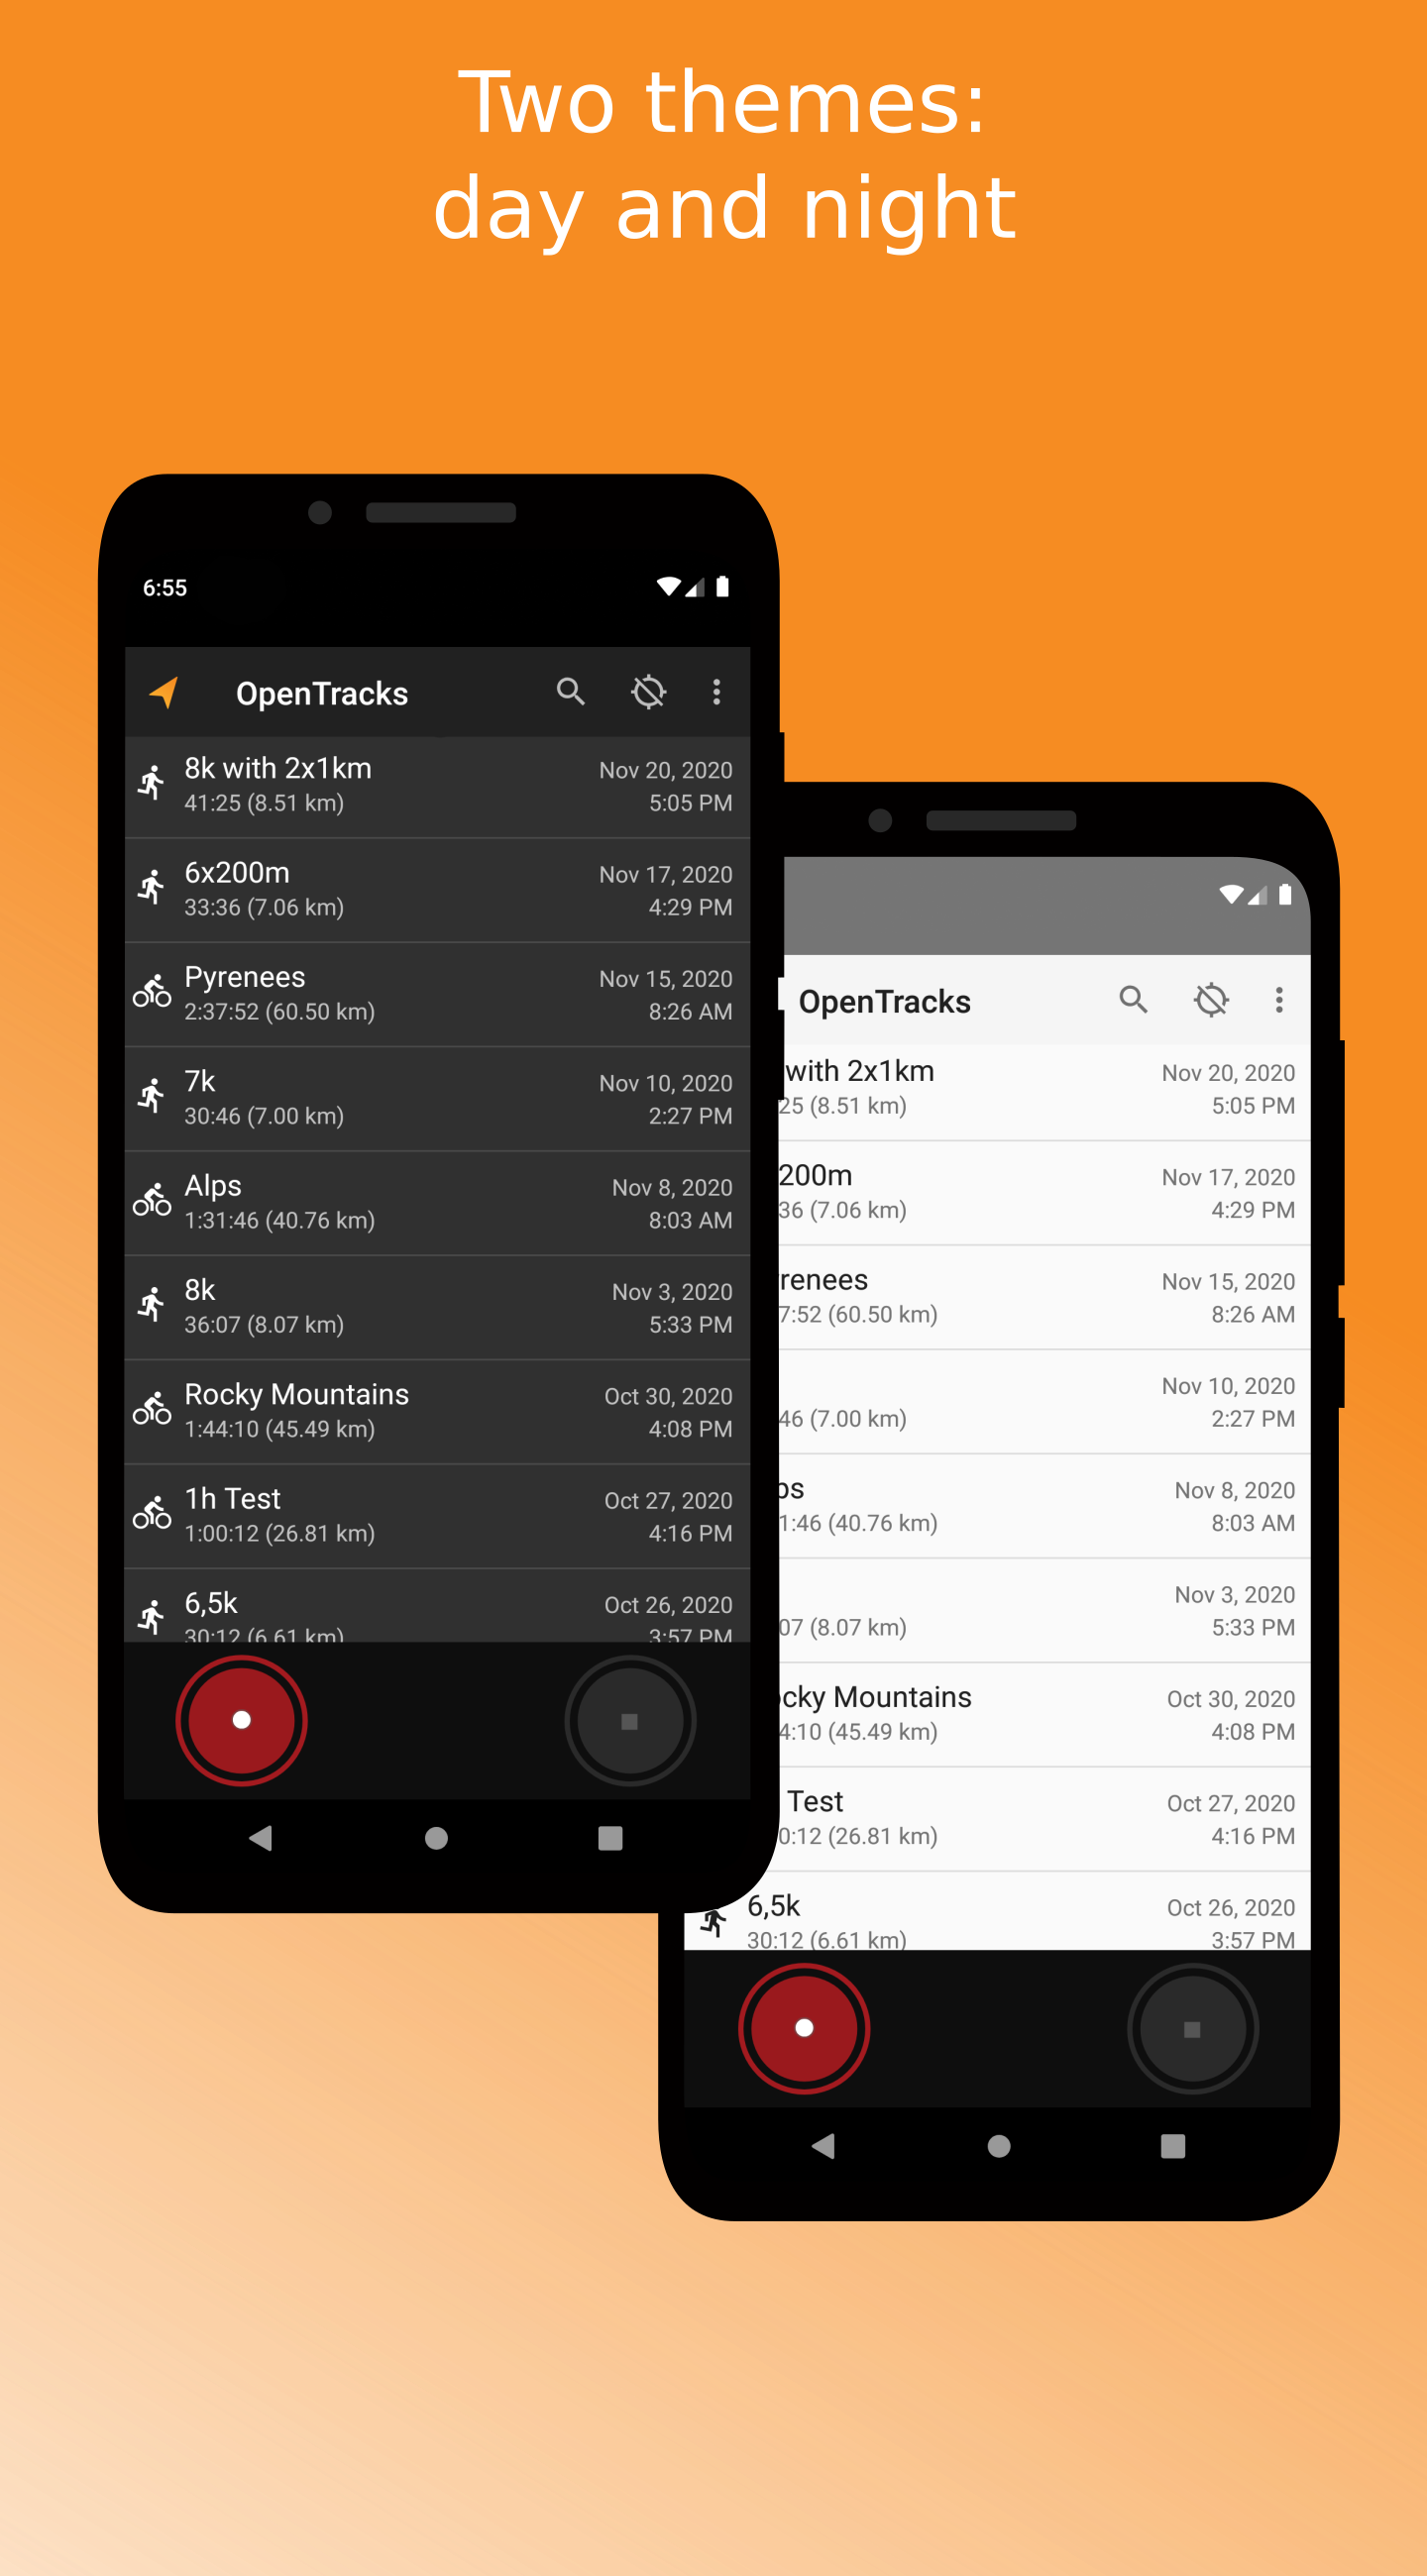 Two themes:
day and night
6:55
OpenTracks
8k with 2x1km
Nov 20, 2020
41:25 (8.51 km)
5:05 PM
6x200m
Nov 17, 2020
33:36 (7.06 km)
4:29 PM
Pyrenees
Nov 15, 2020
2:37:52 (60.50 km)
8:26 AM
7k
Nov 10, 2020
30:46 (7.00 km)
2:27 PM
Alps
Nov 8, 2020
1:31:46 (40.76 km)
8:03 AM
8k
Nov 3, 2020
36:07 (8.07 km)
5:33 PM
Rocky Mountains
Oct 30, 2020
1:44:10 (45.49 km)
4:08 PM
1h Test
Oct 27, 2020
1:00:12 (26.81 km)
4:16 PM
6,5k
Oct 26, 2020
30:12 (6.61 km)
3:57 PM
OpenTracks
with 2x1km
Nov 20, 2020
25 (8.51 km)
5:05 PM
200m
Nov 17, 2020
36 (7.06 km)
4:29 PM
renees
Nov 15, 2020
7:52 (60.50 km)
8:26 AM
Nov 10, 2020
46 (7.00 km)
2:27 PM
ps
Nov 8, 2020
1:46 (40.76 km)
8:03 AM
Nov 3, 2020
07 (8.07 km)
5:33 PM
ocky Mountains
Oct 30, 2020
4:10 (45.49 km)
4:08 PM
Test
Oct 27, 2020
0:12 (26.81 km)
4:16 PM
6,5k
Oct 26, 2020
30:12 (6.61 km)
3:57 PM